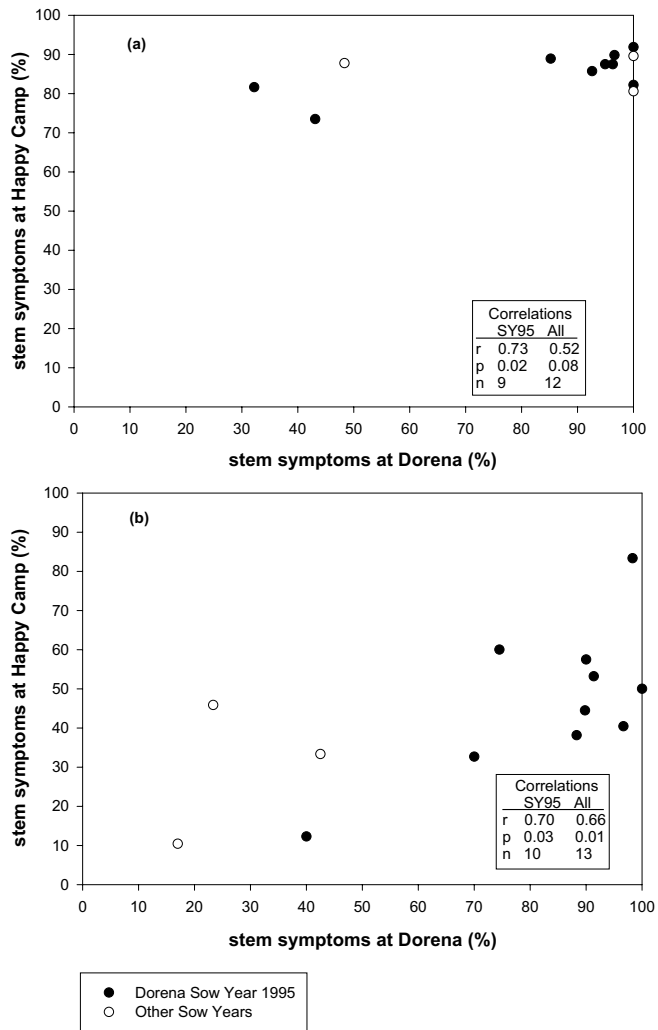 100
(a)
90
80
70
60
50
40
30
20
10
0
stem symptoms at Happy Camp (%)
Correlations
SY95 All
r 0.73 0.52
p 0.02 0.08
n 9 12
0 10 20 30 40 50 60 70 80 90 100
stem symptoms at Dorena (%)
100
(b)
90
80
70
60
50
40
30
20
10
0
stem symptoms at Happy Camp (%)
Correlations
SY95 All
r 0.70 0.66
p 0.03 0.01
n 10 13
0 10 20 30 40 50 60 70 80 90 100
stem symptoms at Dorena (%)
Dorena Sow Year 1995
Other Sow Years